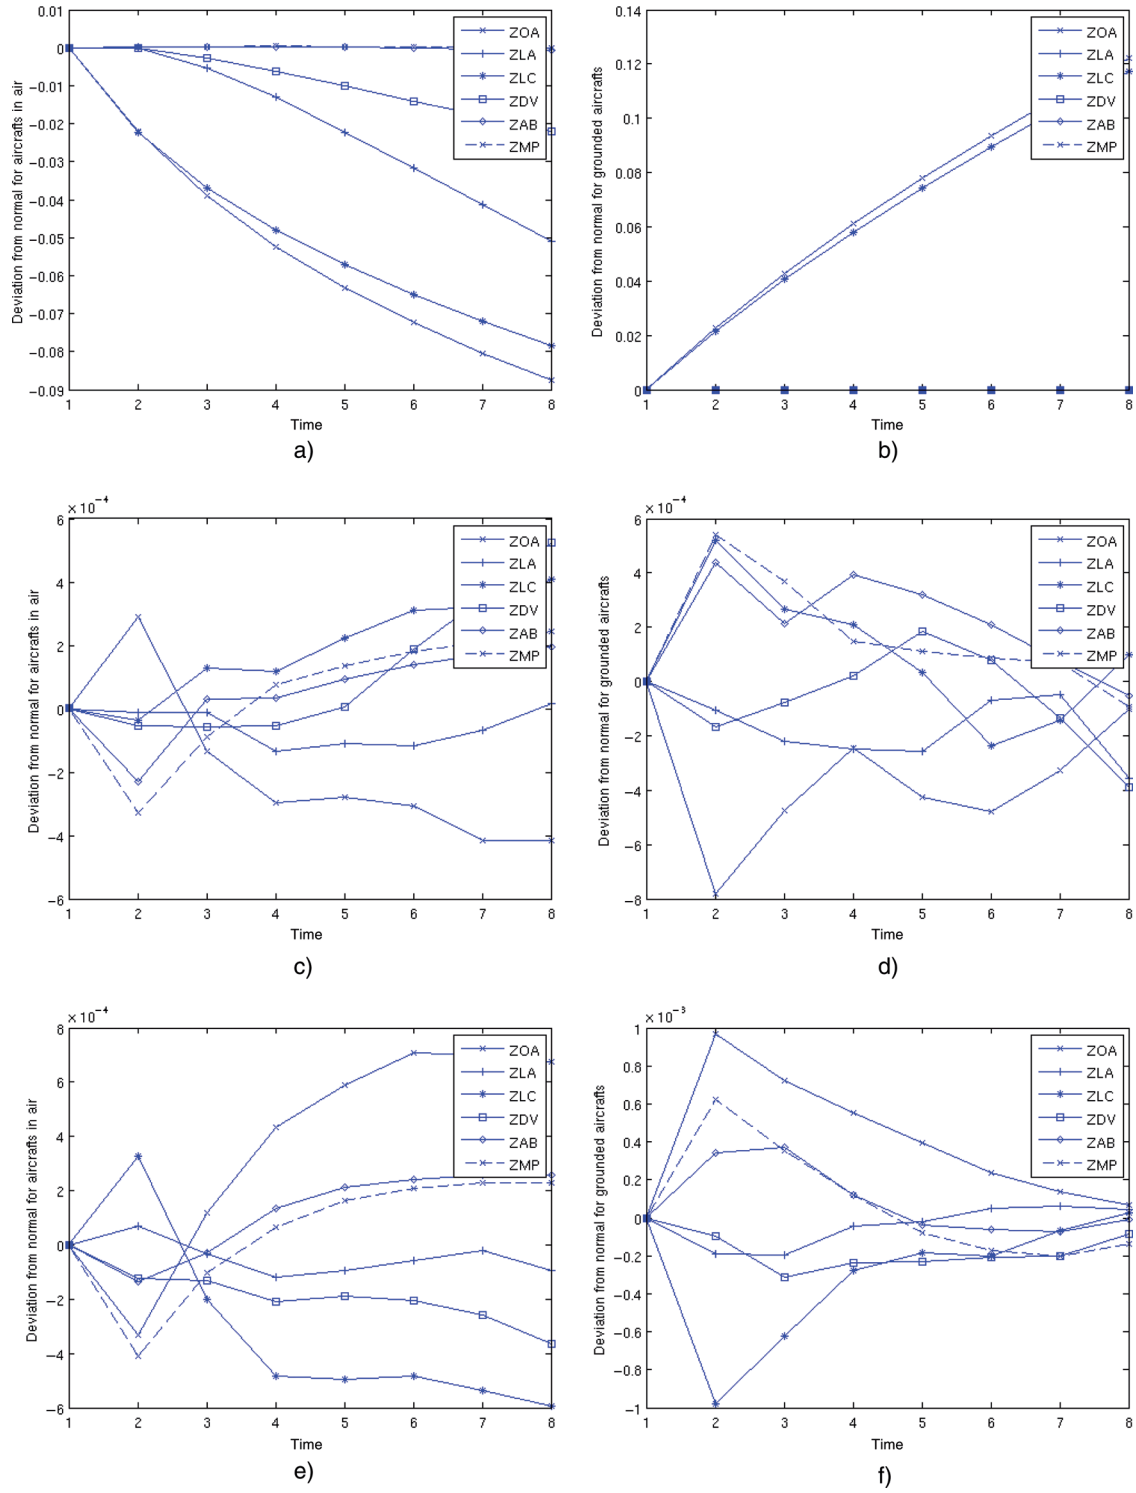 Deviation from normal for aircrafts in air
0.01
0
−0.01
−0.02
−0.03
−0.04
−0.05
−0.06
−0.07
−0.08
−0.09
1 2 3 4 5 6 7 8
Time
ZOA
ZLA
ZLC
ZDV
ZAB
ZMP
a)
Deviation from normal for grounded aircrafts
0.14
0.12
0.1
0.08
0.06
0.04
0.02
0
1 2 3 4 5 6 7 8
Time
ZOA
ZLA
ZLC
ZDV
ZAB
ZMP
b)
× 10⁻⁴
Deviation from normal for aircrafts in air
6
4
2
0
−2
−4
−6
1 2 3 4 5 6 7 8
Time
ZOA
ZLA
ZLC
ZDV
ZAB
ZMP
c)
× 10⁻⁴
Deviation from normal for grounded aircrafts
6
4
2
0
−2
−4
−6
−8
1 2 3 4 5 6 7 8
Time
ZOA
ZLA
ZLC
ZDV
ZAB
ZMP
d)
× 10⁻⁴
Deviation from normal for aircrafts in air
8
6
4
2
0
−2
−4
−6
1 2 3 4 5 6 7 8
Time
ZOA
ZLA
ZLC
ZDV
ZAB
ZMP
e)
× 10⁻³
Deviation from normal for grounded aircrafts
1
0.8
0.6
0.4
0.2
0
−0.2
−0.4
−0.6
−0.8
−1
1 2 3 4 5 6 7 8
Time
ZOA
ZLA
ZLC
ZDV
ZAB
ZMP
f)